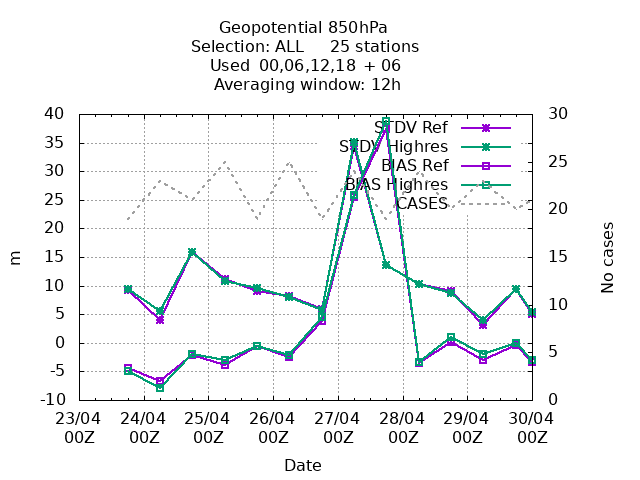 Geopotential 850hPa
Selection: ALL     25 stations
Used 00,06,12,18 + 06
Averaging window: 12h
40
35
30
25
20
15
10
5
0
-5
-10
m
30
25
20
15
10
5
0
No cases
STDV Ref
STDV Highres
BIAS Ref
BIAS Highres
CASES
23/04 24/04 25/04 26/04 27/04 28/04 29/04 30/04
00Z 00Z 00Z 00Z 00Z 00Z 00Z 00Z
Date